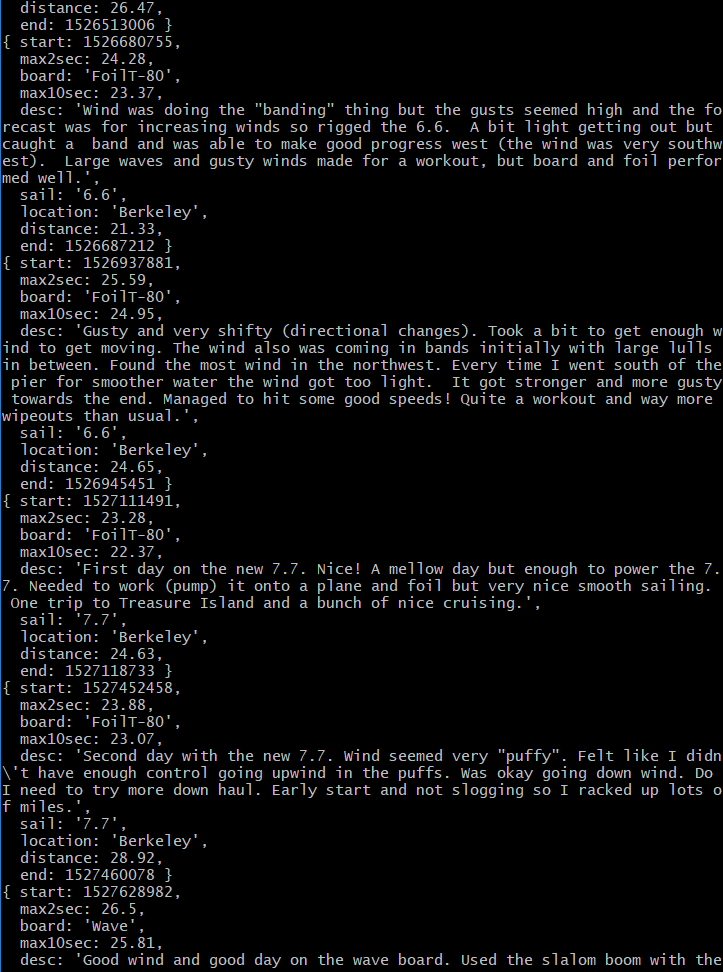 distance: 26.47,
end: 1526513006 }
{ start: 1526680755,
max2sec: 24.28,
board: 'FoilT-80',
max10sec: 23.37,
desc: 'Wind was doing the "banding" thing but the gusts seemed high and the fo
recast was for increasing winds so rigged the 6.6.  A bit light getting out but
caught a  band and was able to make good progress west (the wind was very southw
est).  Large waves and gusty winds made for a workout, but board and foil perfor
med well.',
sail: '6.6',
location: 'Berkeley',
distance: 21.33,
end: 1526687212 }
{ start: 1526937881,
max2sec: 25.59,
board: 'FoilT-80',
max10sec: 24.95,
desc: 'Gusty and very shifty (directional changes). Took a bit to get enough w
ind to get moving. The wind also was coming in bands initially with large lulls
in between. Found the most wind in the northwest. Every time I went south of the
pier for smoother water the wind got too light.  It got stronger and more gusty
towards the end. Managed to hit some good speeds! Quite a workout and way more
wipeouts than usual.',
sail: '6.6',
location: 'Berkeley',
distance: 24.65,
end: 1526945451 }
{ start: 1527111491,
max2sec: 23.28,
board: 'FoilT-80',
max10sec: 22.37,
desc: 'First day on the new 7.7. Nice! A mellow day but enough to power the 7.
7. Needed to work (pump) it onto a plane and foil but very nice smooth sailing.
One trip to Treasure Island and a bunch of nice cruising.',
sail: '7.7',
location: 'Berkeley',
distance: 24.63,
end: 1527118733 }
{ start: 1527452458,
max2sec: 23.88,
board: 'FoilT-80',
max10sec: 23.07,
desc: 'Second day with the new 7.7. Wind seemed very "puffy". Felt like I didn
\'t have enough control going upwind in the puffs. Was okay going down wind. Do
I need to try more down haul. Early start and not slogging so I racked up lots o
f miles.',
sail: '7.7',
location: 'Berkeley',
distance: 28.92,
end: 1527460078 }
{ start: 1527628982,
max2sec: 26.5,
board: 'Wave',
max10sec: 25.81,
desc: 'Good wind and good day on the wave board. Used the slalom boom with the